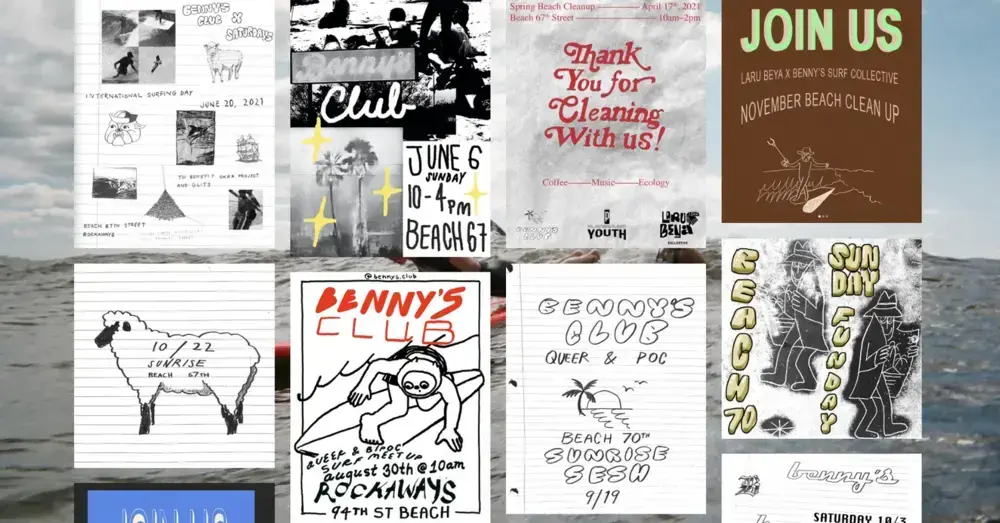 BENNY'S
CLUB X
SATURDAYS
INTERNATIONAL SURFING DAY
JUNE 20, 2021
TO BENEFIT
PROJECT
AND GLITS
BEACH 67TH STREET
ROCKAWAYS
Benny's
Club
JUNE 6
SUNDAY
10-4 PM
BEACH 67
Spring Beach Cleanup April 17th, 2021
Beach 67th Street 10am–2pm
Thank
You for
Cleaning
With us!
Coffee Music Ecology
YOUTH
LARU
BEYA
JOIN US
LARU BEYA X BENNY'S SURF COLLECTIVE
NOVEMBER BEACH CLEAN UP
10/22
SUNRISE
BEACH 67TH
@bennys.club
BENNY'S
CLUB
QUEER & BIPOC
SURF MEET UP
august 30th @ 10am
ROCKAWAYS
94TH ST BEACH
BENNY'S
CLUB
QUEER & POC
BEACH 70TH
SUNRISE
SESH
9/19
BEACH 70
SUN
DAY
FUNDAY
JOIN US
benny's
SATURDAY 10/3